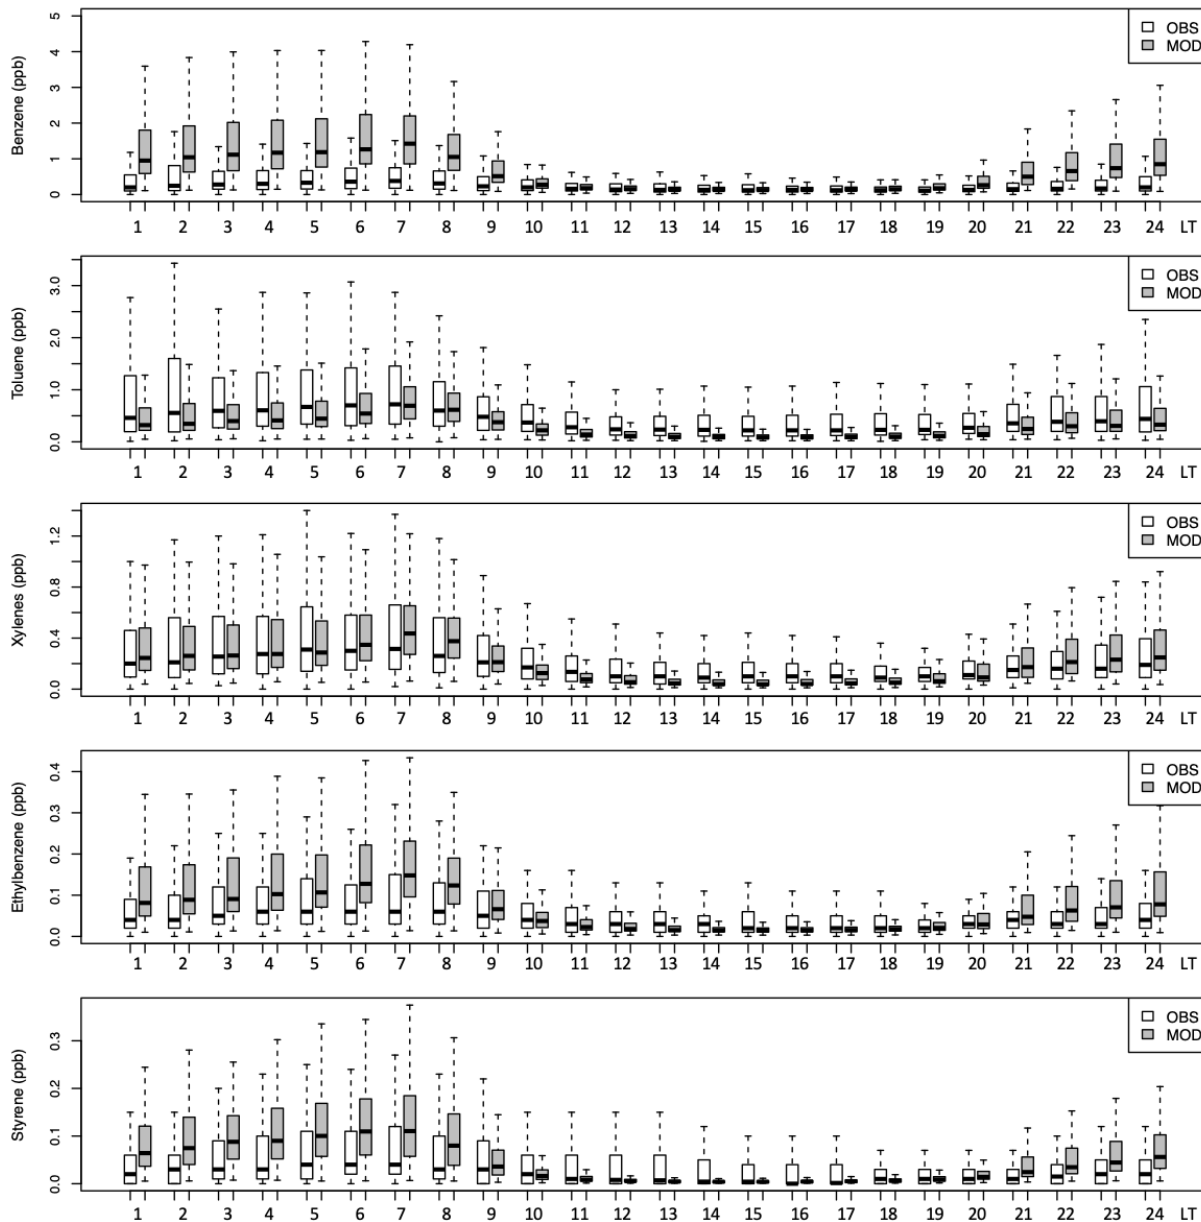 Benzene (ppb)
5
4
3
2
1
0
OBS
MOD
1 2 3 4 5 6 7 8 9 10 11 12 13 14 15 16 17 18 19 20 21 22 23 24 LT
Toluene (ppb)
3.0
2.0
1.0
0.0
OBS
MOD
1 2 3 4 5 6 7 8 9 10 11 12 13 14 15 16 17 18 19 20 21 22 23 24 LT
Xylenes (ppb)
1.2
0.8
0.4
0.0
OBS
MOD
1 2 3 4 5 6 7 8 9 10 11 12 13 14 15 16 17 18 19 20 21 22 23 24 LT
Ethylbenzene (ppb)
0.4
0.3
0.2
0.1
0.0
OBS
MOD
1 2 3 4 5 6 7 8 9 10 11 12 13 14 15 16 17 18 19 20 21 22 23 24 LT
Styrene (ppb)
0.3
0.2
0.1
0.0
OBS
MOD
1 2 3 4 5 6 7 8 9 10 11 12 13 14 15 16 17 18 19 20 21 22 23 24 LT